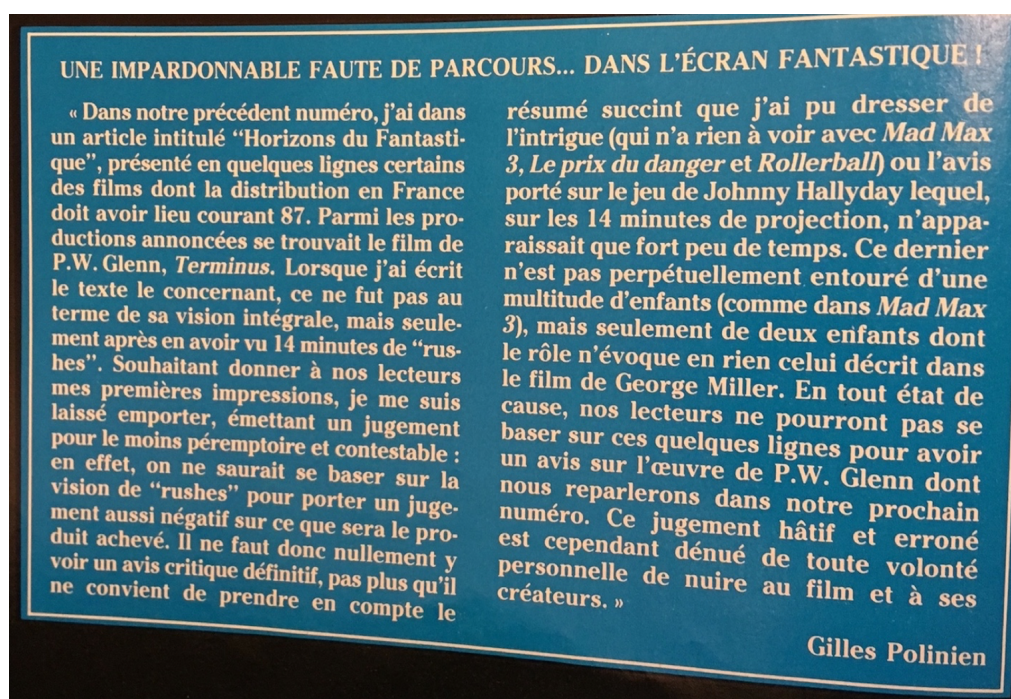 UNE IMPARDONNABLE FAUTE DE PARCOURS... DANS L'ÉCRAN FANTASTIQUE !
« Dans notre précédent numéro, j'ai dans
un article intitulé “Horizons du Fantasti-
que”, présenté en quelques lignes certains
des films dont la distribution en France
doit avoir lieu courant 87. Parmi les pro-
ductions annoncées se trouvait le film de
P.W. Glenn, Terminus. Lorsque j'ai écrit
le texte le concernant, ce ne fut pas au
terme de sa vision intégrale, mais seule-
ment après en avoir vu 14 minutes de “rus-
hes”. Souhaitant donner à nos lecteurs
mes premières impressions, je me suis
laissé emporter, émettant un jugement
pour le moins péremptoire et contestable :
en effet, on ne saurait se baser sur la
vision de “rushes” pour porter un juge-
ment aussi négatif sur ce que sera le pro-
duit achevé. Il ne faut donc nullement y
voir un avis critique définitif, pas plus qu'il
ne convient de prendre en compte le
résumé succint que j'ai pu dresser de
l'intrigue (qui n'a rien à voir avec Mad Max
3, Le prix du danger et Rollerball) ou l'avis
porté sur le jeu de Johnny Hallyday lequel,
sur les 14 minutes de projection, n'appa-
raissait que fort peu de temps. Ce dernier
n'est pas perpétuellement entouré d'une
multitude d'enfants (comme dans Mad Max
3), mais seulement de deux enfants dont
le rôle n'évoque en rien celui décrit dans
le film de George Miller. En tout état de
cause, nos lecteurs ne pourront pas se
baser sur ces quelques lignes pour avoir
un avis sur l'œuvre de P.W. Glenn dont
nous reparlerons dans notre prochain
numéro. Ce jugement hâtif et erroné
est cependant dénué de toute volonté
personnelle de nuire au film et à ses
créateurs. »
Gilles Polinien